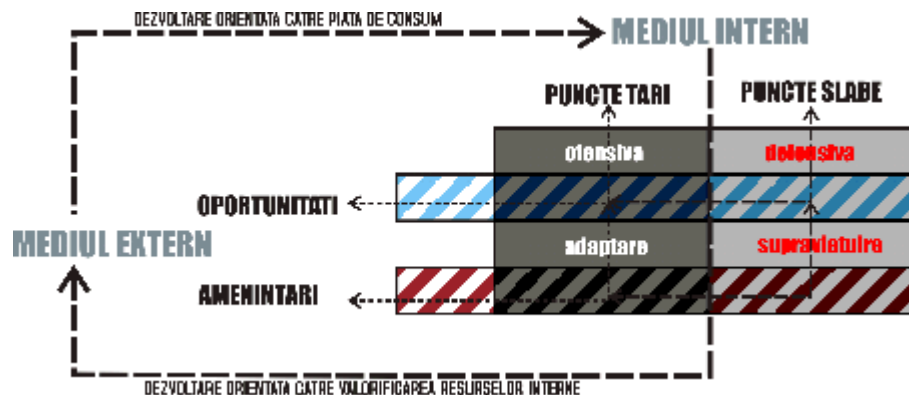 DEZVOLTARE ORIENTATA CATRE PIATA DE CONSUM
MEDIUL INTERN
PUNCTE TARI
PUNCTE SLABE
ofensiva
defensiva
OPORTUNITATI
MEDIUL EXTERN
adaptare
supravietuire
AMENINTARI
DEZVOLTARE ORIENTATA CATRE VALORIFICAREA RESURSELOR INTERNE